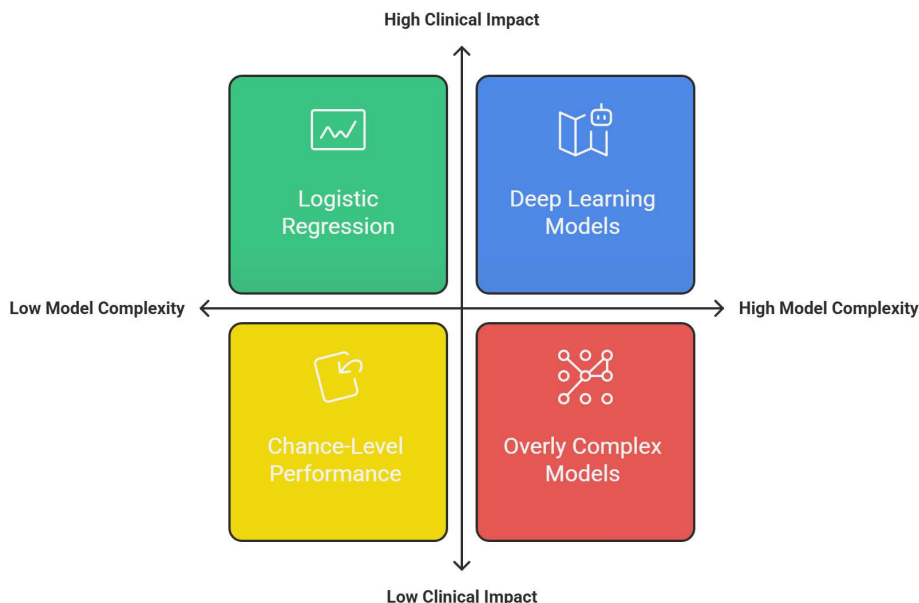 High Clinical Impact
Logistic
Regression
Deep Learning
Models
Low Model Complexity
High Model Complexity
Chance-Level
Performance
Overly Complex
Models
Low Clinical Impact